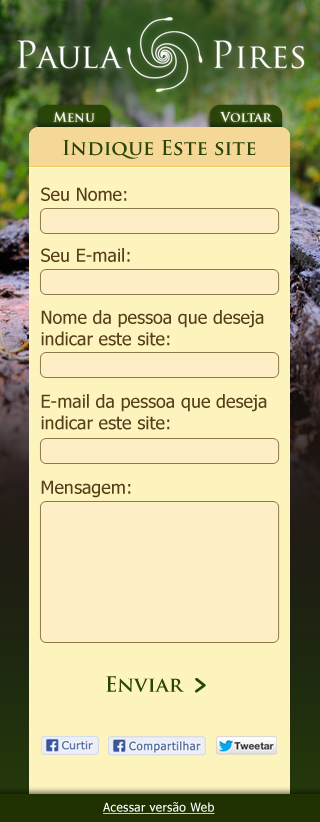 PAULA PIRES
MENU VOLTAR
INDIQUE ESTE SITE
Seu Nome:
Seu E-mail:
Nome da pessoa que deseja
indicar este site:
E-mail da pessoa que deseja
indicar este site:
Mensagem:
ENVIAR >
Curtir Compartilhar Tweetar
Acessar versão Web